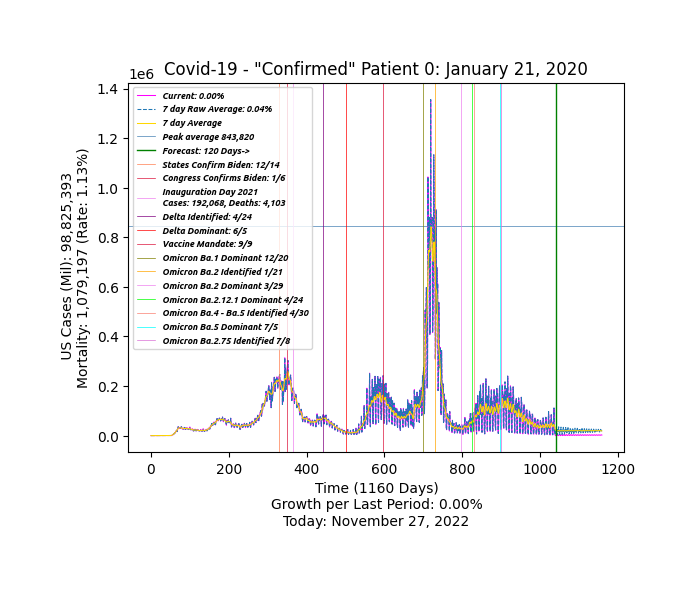 Covid-19 - "Confirmed" Patient 0: January 21, 2020
1e6
1.4
1.2
1.0
0.8
0.6
0.4
0.2
0.0
US Cases (Mil): 98,825,393
Mortality: 1,079,197 (Rate: 1.13%)
Current: 0.00%
7 day Raw Average: 0.04%
7 day Average
Peak average 843,820
Forecast: 120 Days->
States Confirm Biden: 12/14
Congress Confirms Biden: 1/6
Inauguration Day 2021
Cases: 192,068, Deaths: 4,103
Delta Identified: 4/24
Delta Dominant: 6/5
Vaccine Mandate: 9/9
Omicron Ba.1 Dominant 12/20
Omicron Ba.2 Identified 1/21
Omicron Ba.2 Dominant 3/29
Omicron Ba.2.12.1 Dominant 4/24
Omicron Ba.4 - Ba.5 Identified 4/30
Omicron Ba.5 Dominant 7/5
Omicron Ba.2.75 Identified 7/8
0 200 400 600 800 1000 1200
Time (1160 Days)
Growth per Last Period: 0.00%
Today: November 27, 2022